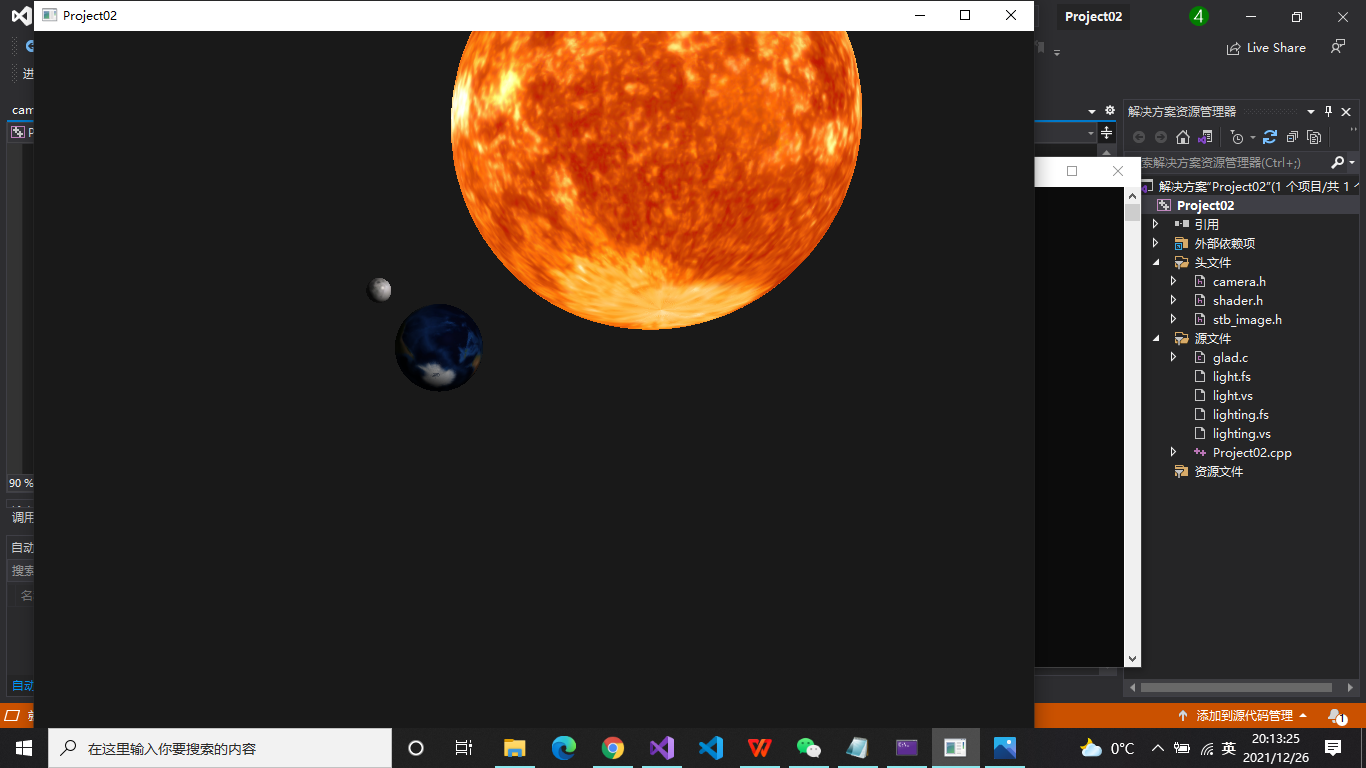 Project02
Project02
4
Live Share
进
cam
P
90 %
调用
自动
搜索
名
自动
解决方案资源管理器
索解决方案资源管理器(Ctrl+;)
解决方案"Project02"(1 个项目/共 1 个
Project02
引用
外部依赖项
头文件
camera.h
shader.h
stb_image.h
源文件
glad.c
light.fs
light.vs
lighting.fs
lighting.vs
Project02.cpp
资源文件
添加到源代码管理
1
在这里输入你要搜索的内容
0°C
英
20:13:25
2021/12/26